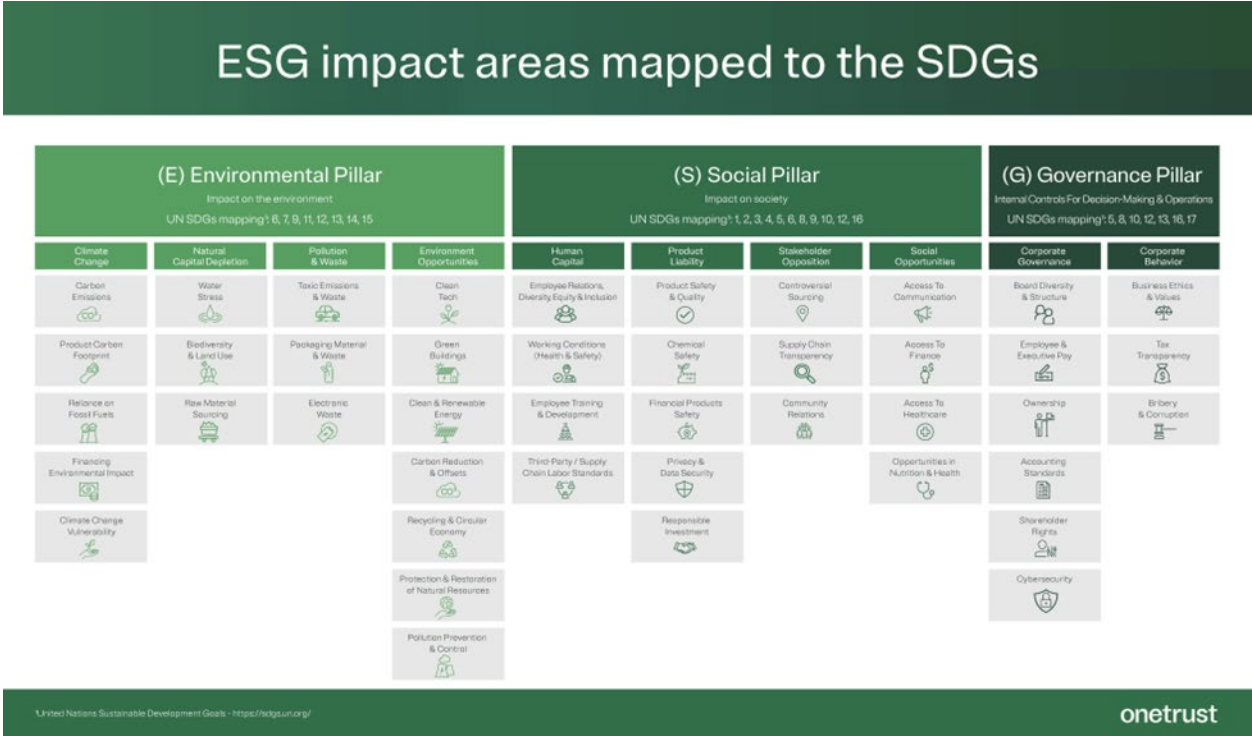 ESG impact areas mapped to the SDGs
(E) Environmental Pillar
Impact on the environment
UN SDGs mapping¹: 6, 7, 9, 11, 12, 13, 14, 15
(S) Social Pillar
Impact on society
UN SDGs mapping¹: 1, 2, 3, 4, 5, 6, 8, 9, 10, 12, 16
(G) Governance Pillar
Internal Controls For Decision-Making & Operations
UN SDGs mapping¹: 5, 8, 10, 12, 13, 16, 17
Climate
Change
Carbon
Emissions
Product Carbon
Footprint
Reliance on
Fossil Fuels
Financing
Environmental Impact
Climate Change
Vulnerability
Natural
Capital Depletion
Water
Stress
Biodiversity
& Land Use
Raw Material
Sourcing
Pollution
& Waste
Toxic Emissions
& Waste
Packaging Material
& Waste
Electronic
Waste
Environment
Opportunities
Clean
Tech
Green
Buildings
Clean & Renewable
Energy
Carbon Reduction
& Offsets
Recycling & Circular
Economy
Protection & Restoration
of Natural Resources
Pollution Prevention
& Control
Human
Capital
Employee Relations,
Diversity Equity & Inclusion
Working Conditions
(Health & Safety)
Employee Training
& Development
Third-Party / Supply
Chain Labor Standards
Product
Liability
Product Safety
& Quality
Chemical
Safety
Financial Products
Safety
Privacy &
Data Security
Responsible
Investment
Stakeholder
Opposition
Controversial
Sourcing
Supply Chain
Transparency
Community
Relations
Social
Opportunities
Access To
Communication
Access To
Finance
Access To
Healthcare
Opportunities in
Nutrition & Health
Corporate
Governance
Board Diversity
& Structure
Employee &
Executive Pay
Ownership
Accounting
Standards
Shareholder
Rights
Cybersecurity
Corporate
Behavior
Business Ethics
& Values
Tax
Transparency
Bribery
& Corruption
¹United Nations Sustainable Development Goals - https://sdgs.un.org/
onetrust